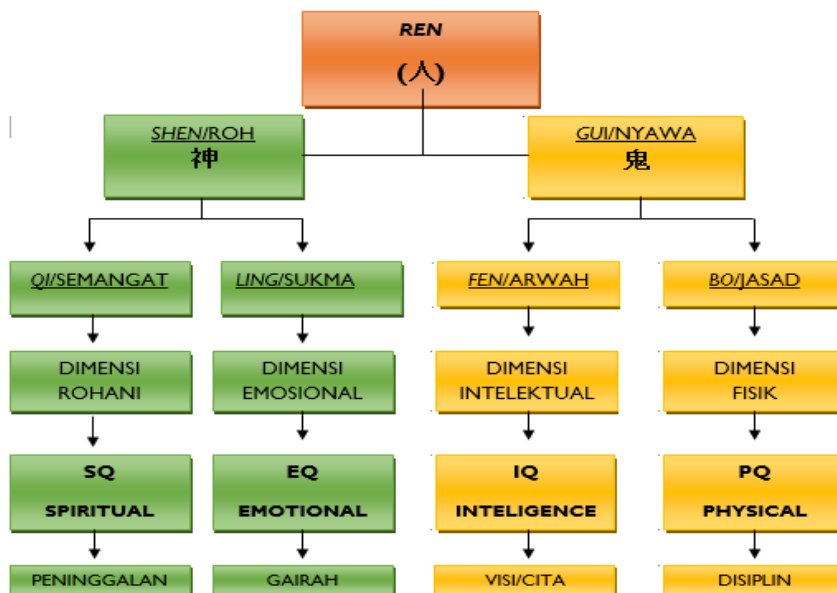 REN
(人)
SHEN/ROH
神
GUI/NYAWA
鬼
QI/SEMANGAT
LING/SUKMA
FEN/ARWAH
BO/JASAD
DIMENSI
ROHANI
DIMENSI
EMOSIONAL
DIMENSI
INTELEKTUAL
DIMENSI
FISIK
SQ
SPIRITUAL
EQ
EMOTIONAL
IQ
INTELIGENCE
PQ
PHYSICAL
PENINGGALAN
GAIRAH
VISI/CITA
DISIPLIN